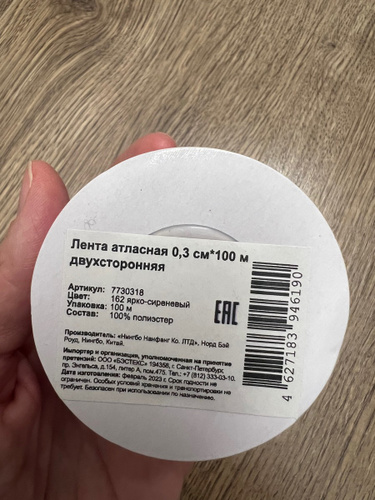 Лента атласная 0,3 см*100 м
двухсторонняя
Артикул: 7730318
Цвет: 162 ярко-сиреневый
Упаковка: 100 м
Состав: 100% полиэстер
EAC
Производитель: «Нингбо Нанфанг Ко. ЛТД», Норд Бэй
Роуд, Нингбо, Китай.
Импортер и организация, уполномоченная на принятие
претензий: ООО «БЭСТЕКС» 194358, г. Санкт-Петербург,
пр. Энгельса, д.154, литер А, пом.475. Тел.: +7 (812) 333-03-10.
Дата изготовления: февраль 2023 г. Срок годности не
ограничен. Особых условий хранения и транспортировки не
требует. Безопасен при использовании по назначению.
4 627183 946190